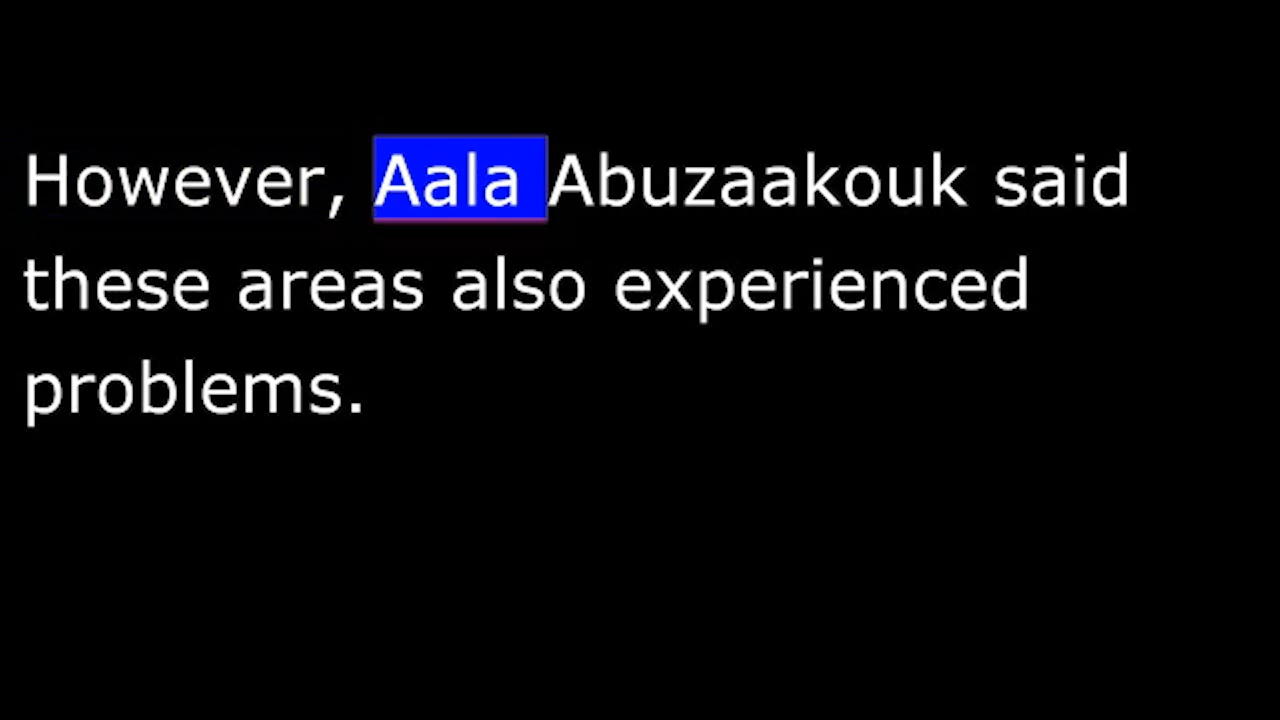 However, Aala Abuzaakouk said
these areas also experienced
problems.